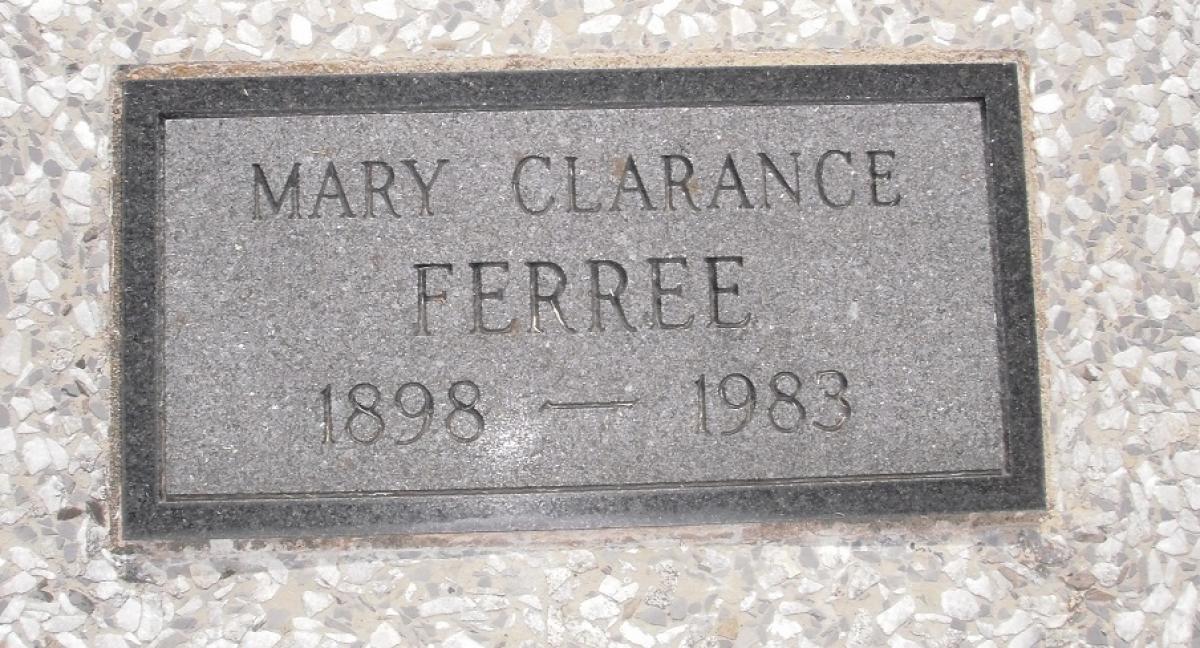 MARY CLARANCE
FERREE
1898 — 1983